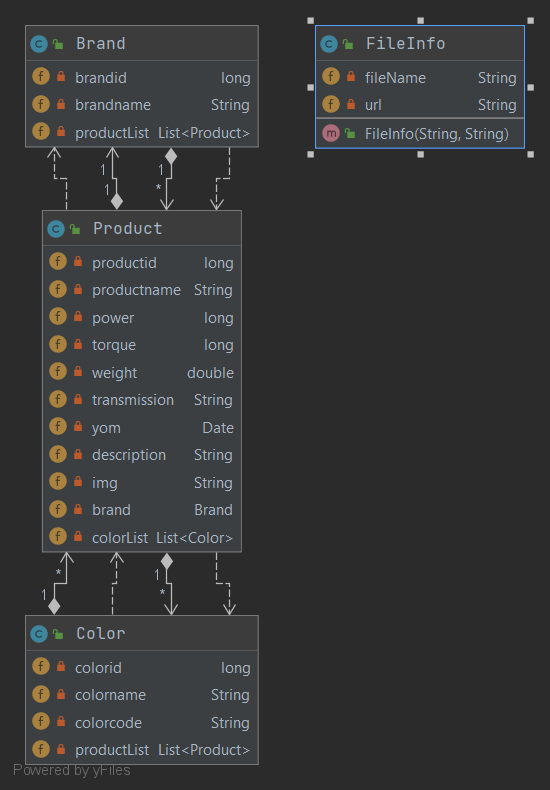 Brand
brandid long
brandname String
productList List<Product>
FileInfo
fileName String
url String
FileInfo(String, String)
1 1
1 *
Product
productid long
productname String
power long
torque long
weight double
transmission String
yom Date
description String
img String
brand Brand
colorList List<Color>
* 1
1 *
Color
colorid long
colorname String
colorcode String
productList List<Product>
Powered by yFiles